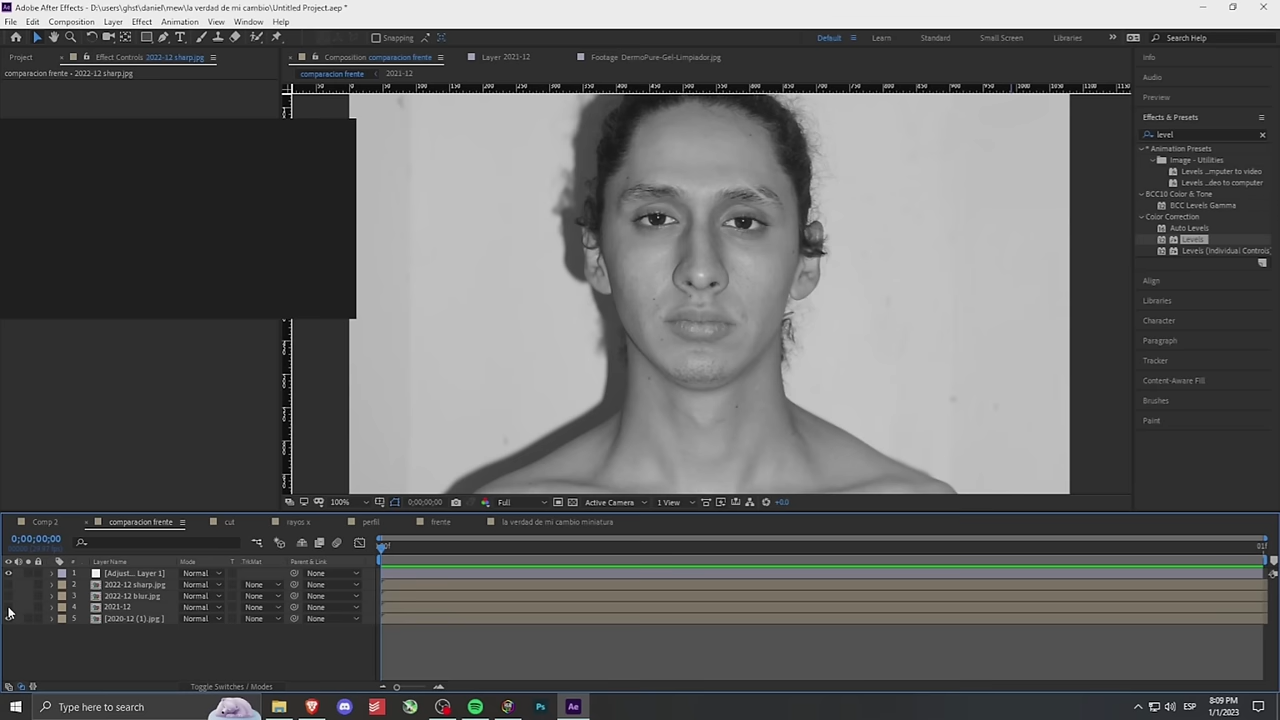 Adobe After Effects - D:\users\ghst\daniel\mew\la verdad de mi cambio\Untitled Project.aep *
File Edit Composition Layer Effect Animation View Window Help
Snapping
Default Learn Standard Small Screen Libraries Search Help
Project Effect Controls 2022-12 sharp.jpg
Composition comparacion frente Layer 2021-12 Footage DermoPure-Gel-Limpiador.jpg
comparacion frente • 2022-12 sharp.jpg
comparacion frente 2021-12
Info
Audio
Preview
Effects & Presets
level
* Animation Presets
Image - Utilities
Levels ...mputer to video
Levels ...deo to computer
BCC10 Color & Tone
BCC Levels Gamma
Color Correction
Auto Levels
Levels
Levels (Individual Controls)
Align
Libraries
Character
Paragraph
Tracker
Content-Aware Fill
Brushes
Paint
100% 0;00;00;00 Full Active Camera 1 View +0.0
Comp 2 comparacion frente cut rayos x perfil frente la verdad de mi cambio miniatura
0;00;00;00
# Layer Name Mode T TrkMat Parent & Link
1 [Adjust... Layer 1] Normal None
2 2022-12 sharp.jpg Normal None None
3 2022-12 blur.jpg Normal None None
4 2021-12 Normal None None
5 [2020-12 (1).jpg ] Normal None None
01f
Toggle Switches / Modes
Type here to search
ESP
8:09 PM
1/1/2023